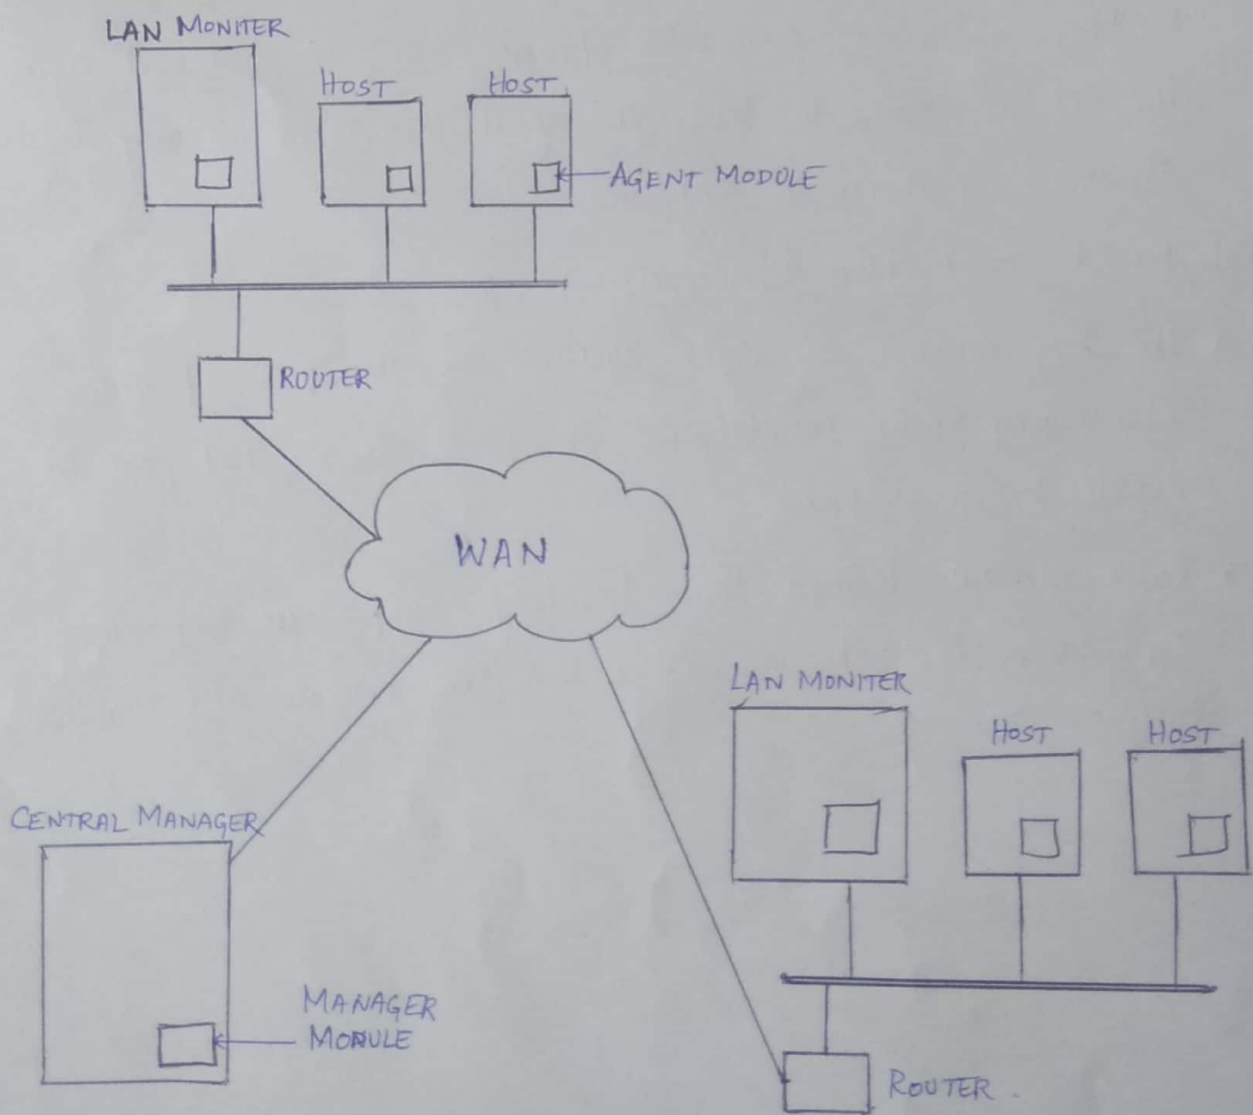 LAN MONITER
HOST
HOST
AGENT MODULE
ROUTER
WAN
LAN MONITER
HOST
HOST
CENTRAL MANAGER
MANAGER
MODULE
ROUTER.